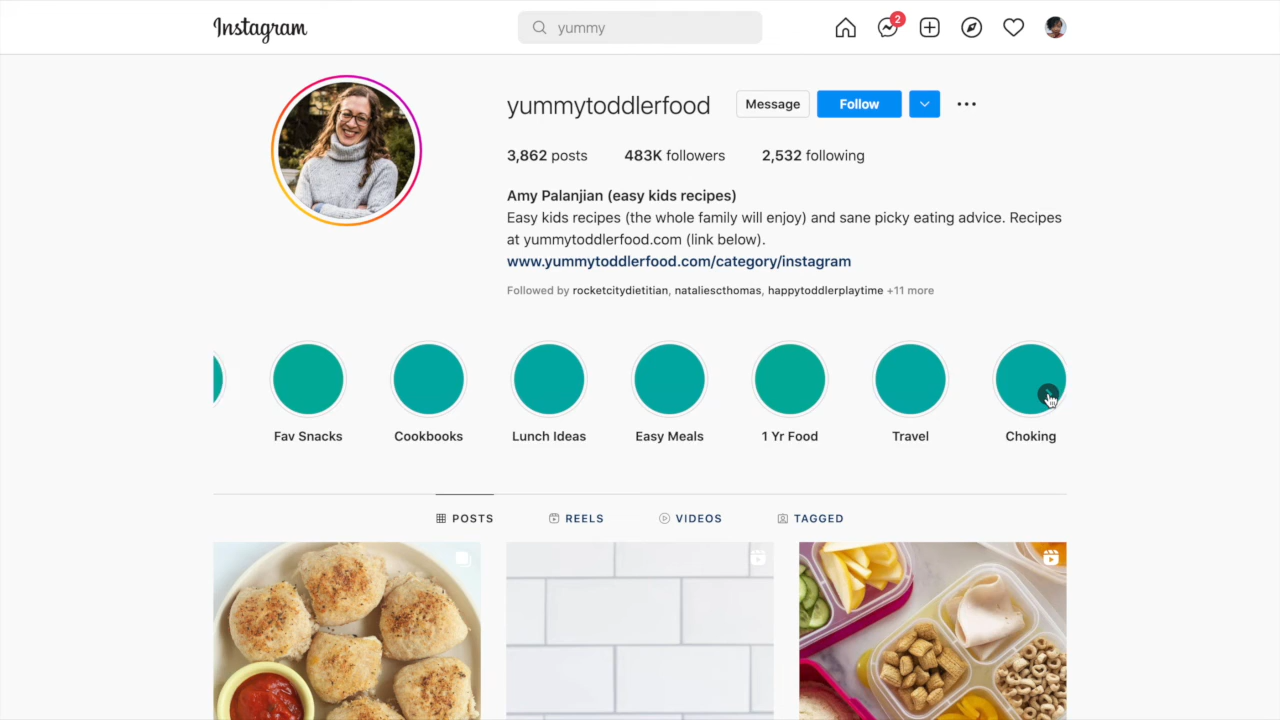 Instagram
yummy
2
yummytoddlerfood
Message
Follow
3,862 posts
483K followers
2,532 following
Amy Palanjian (easy kids recipes)
Easy kids recipes (the whole family will enjoy) and sane picky eating advice. Recipes
at yummytoddlerfood.com (link below).
www.yummytoddlerfood.com/category/instagram
Followed by rocketcitydietitian, nataliescthomas, happytoddlerplaytime +11 more
Fav Snacks
Cookbooks
Lunch Ideas
Easy Meals
1 Yr Food
Travel
Choking
POSTS
REELS
VIDEOS
TAGGED